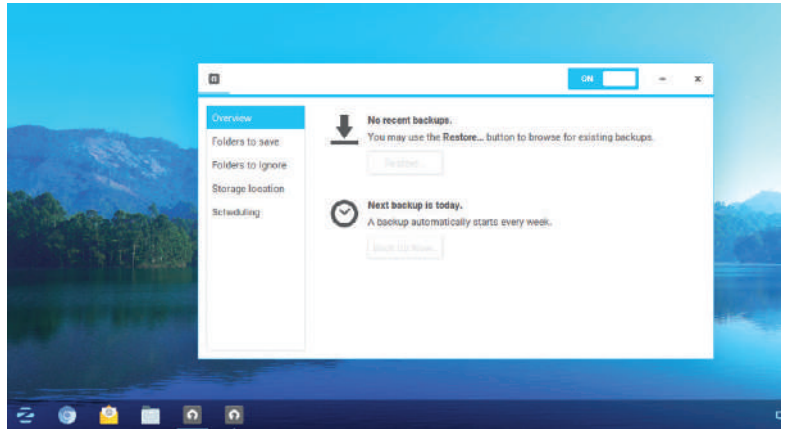 ON
Overview
Folders to save
Folders to ignore
Storage location
Scheduling
No recent backups.
You may use the Restore... button to browse for existing backups.
Restore...
Next backup is today.
A backup automatically starts every week.
Back Up Now...